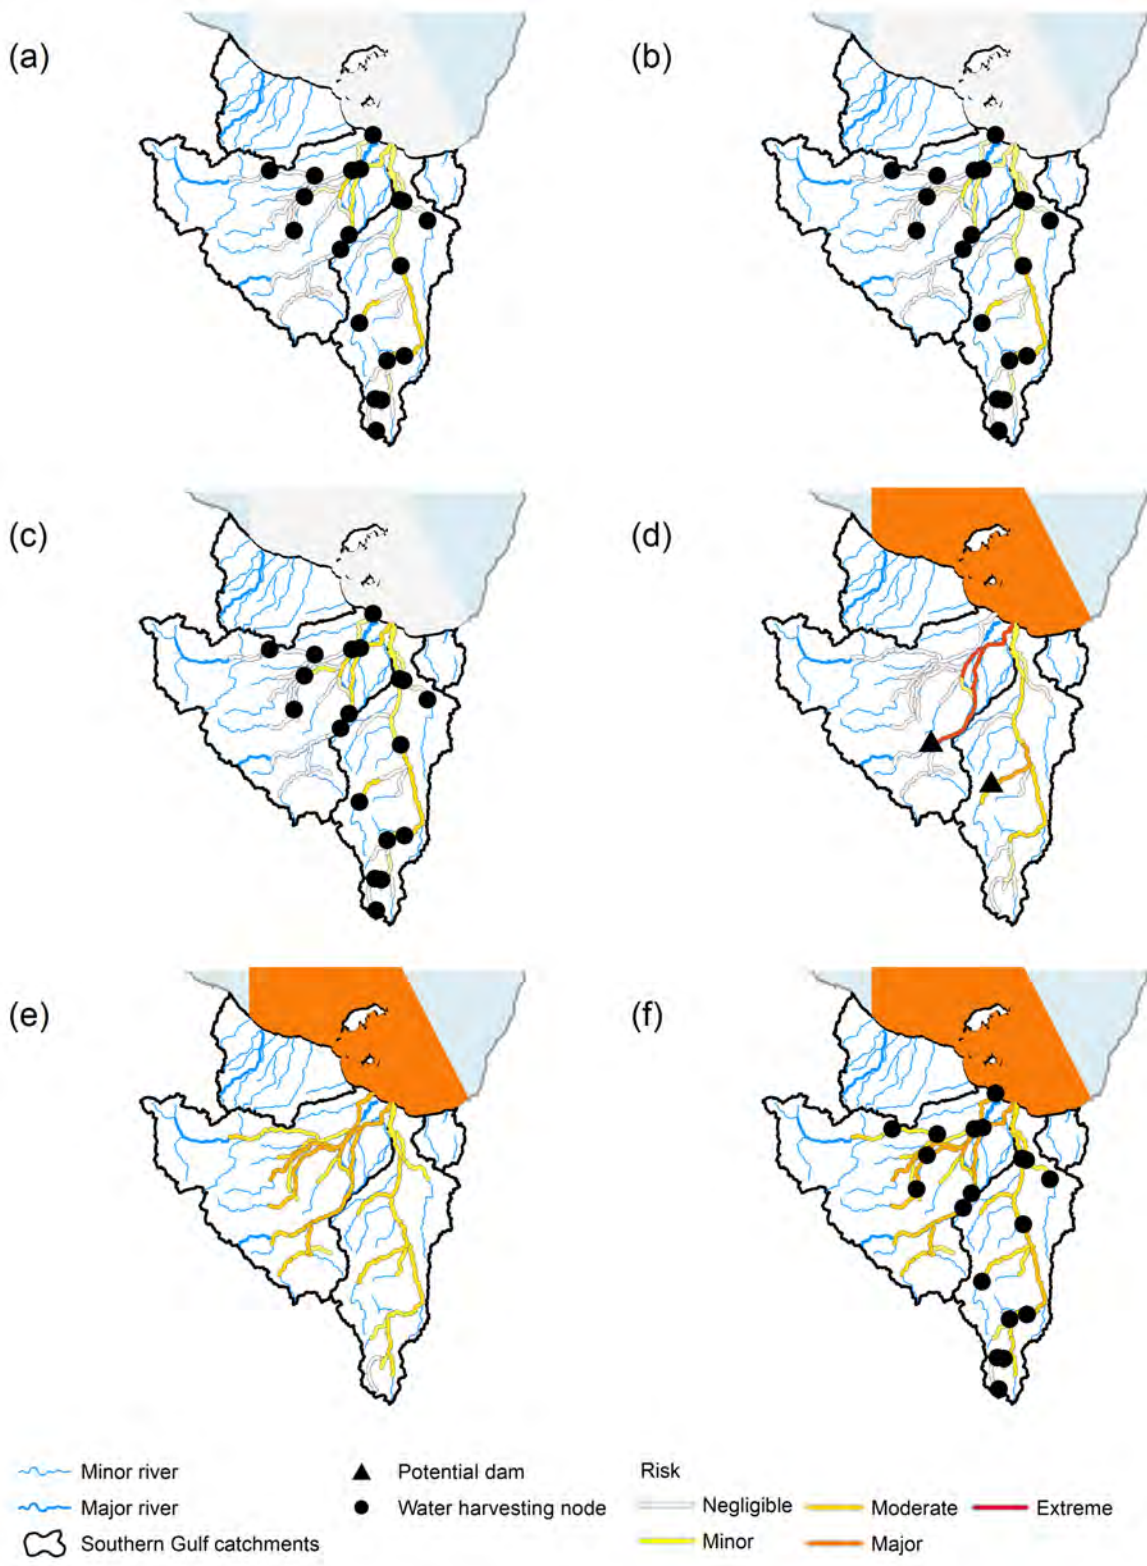 (a)
(b)
(c)
(d)
(e)
(f)
Minor river
Major river
Southern Gulf catchments
Potential dam
Water harvesting node
Risk
Negligible
Minor
Moderate
Major
Extreme